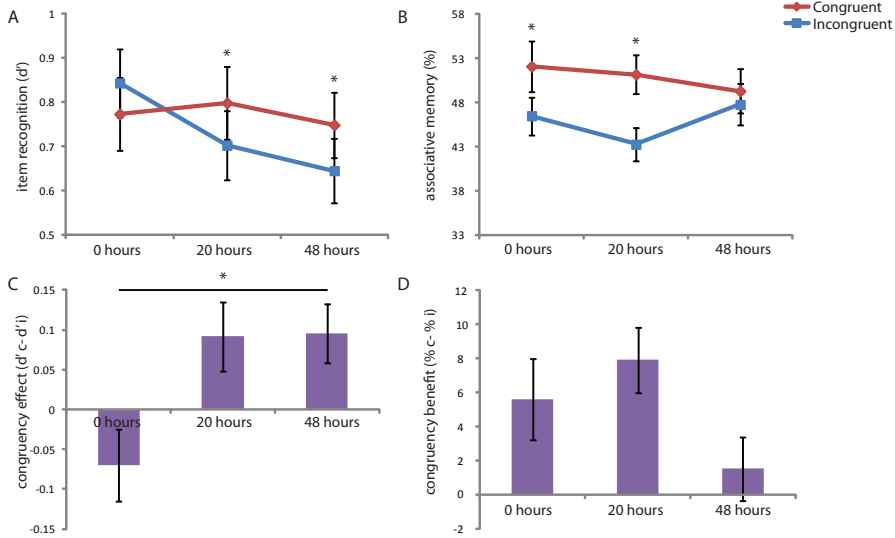 A
item recognition (d')
1
0.9
0.8
0.7
0.6
0.5
*
*
0 hours
20 hours
48 hours
B
associative memory (%)
58
53
48
43
38
33
*
*
0 hours
20 hours
48 hours
Congruent
Incongruent
C
congruency effect (d' c- d' i)
0.15
0.1
0.05
0
-0.05
-0.1
-0.15
*
0 hours
20 hours
48 hours
D
congruency benefit (% c- % i)
12
10
8
6
4
2
0
-2
0 hours
20 hours
48 hours